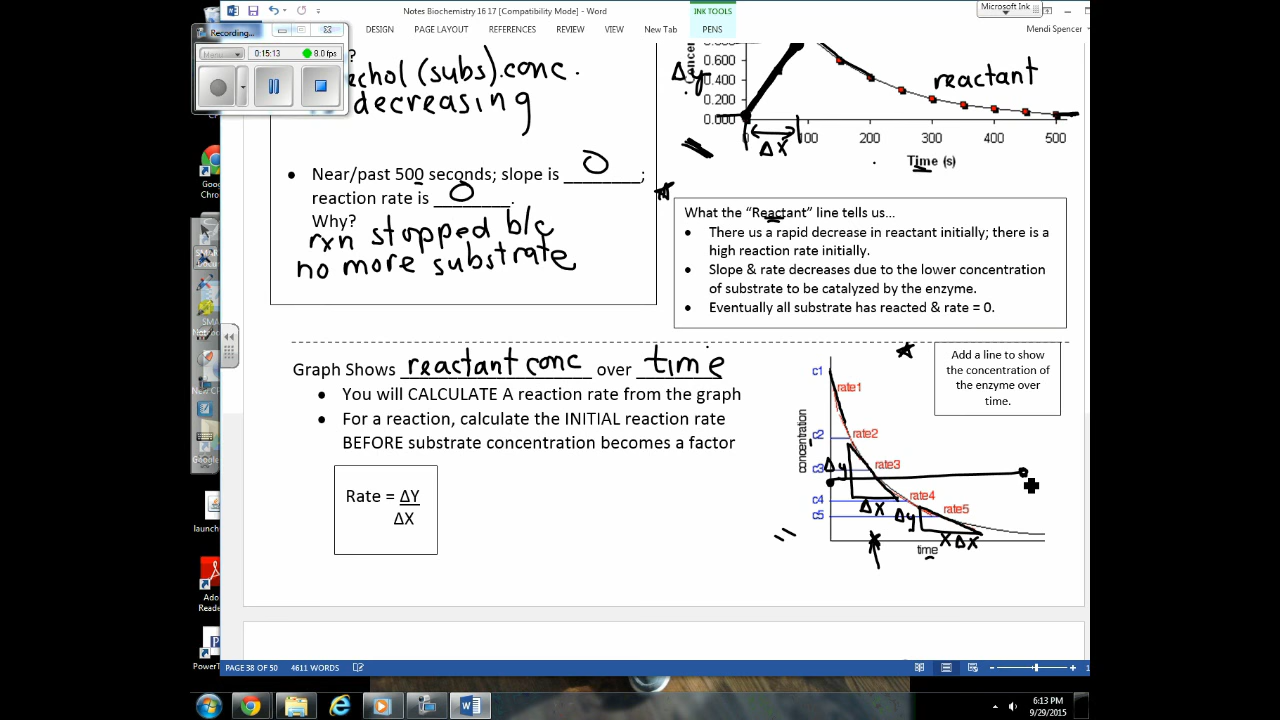 Notes Biochemistry 16 17 [Compatibility Mode] - Word
INK TOOLS
Microsoft Ink
DESIGN PAGE LAYOUT REFERENCES REVIEW VIEW New Tab PENS Mendi Spencer
Recording...
Menu
0:15:13 8.0 fps
echol (subs). conc.
decreasing
• Near/past 500 seconds; slope is 0;
reaction rate is 0.
Why?
rxn stopped b/c
no more substrate
0.600
0.400
0.200
0.000
Δy
reactant
0 100 200 300 400 500
ΔX
Time (s)
What the “Reactant” line tells us…
• There us a rapid decrease in reactant initially; there is a
high reaction rate initially.
• Slope & rate decreases due to the lower concentration
of substrate to be catalyzed by the enzyme.
• Eventually all substrate has reacted & rate = 0.
Graph Shows reactant conc over time
• You will CALCULATE A reaction rate from the graph
• For a reaction, calculate the INITIAL reaction rate
BEFORE substrate concentration becomes a factor
Rate = ΔY
ΔX
Add a line to show
the concentration of
the enzyme over
time.
concentration
c1
rate1
c2
rate2
c3
rate3
Δy
c4
rate4
ΔX
c5
rate5
Δy
ΔX
time
PAGE 38 OF 50 4611 WORDS
6:13 PM
9/29/2015